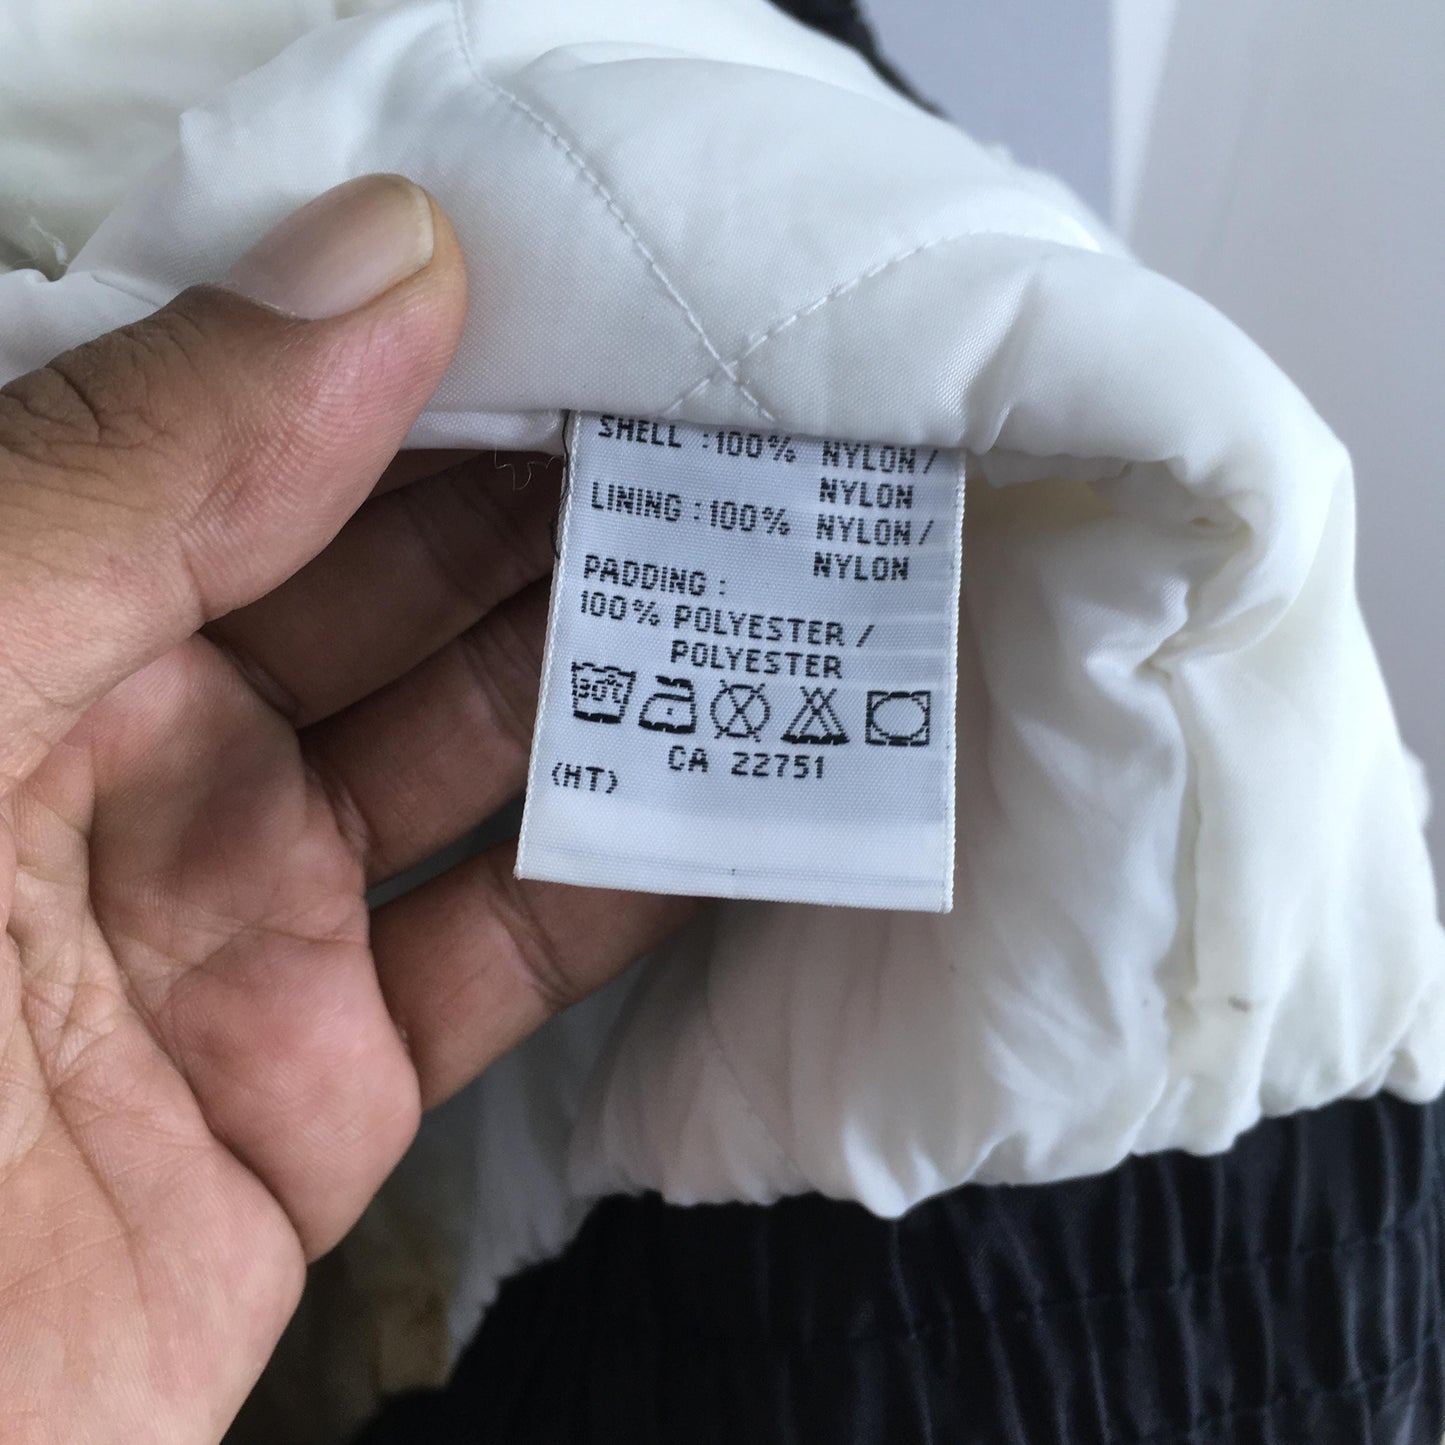 SHELL :100% NYLON /
NYLON
LINING :100% NYLON /
NYLON
PADDING :
100% POLYESTER /
POLYESTER
30℃
CA 22751
(HT)